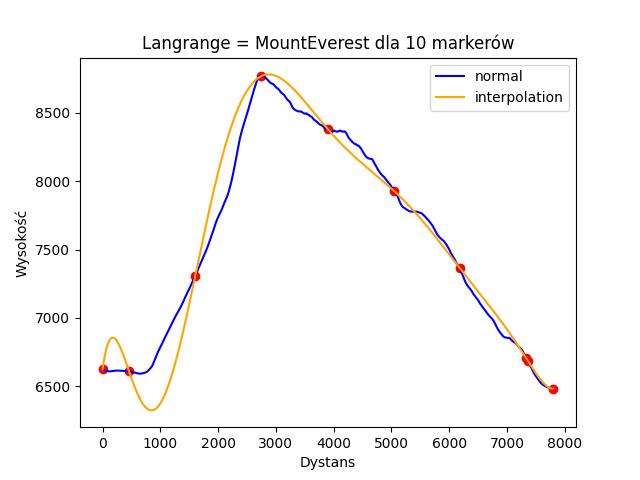 Langrange = MountEverest dla 10 markerów
normal
interpolation
Wysokość
8500
8000
7500
7000
6500
0 1000 2000 3000 4000 5000 6000 7000 8000
Dystans